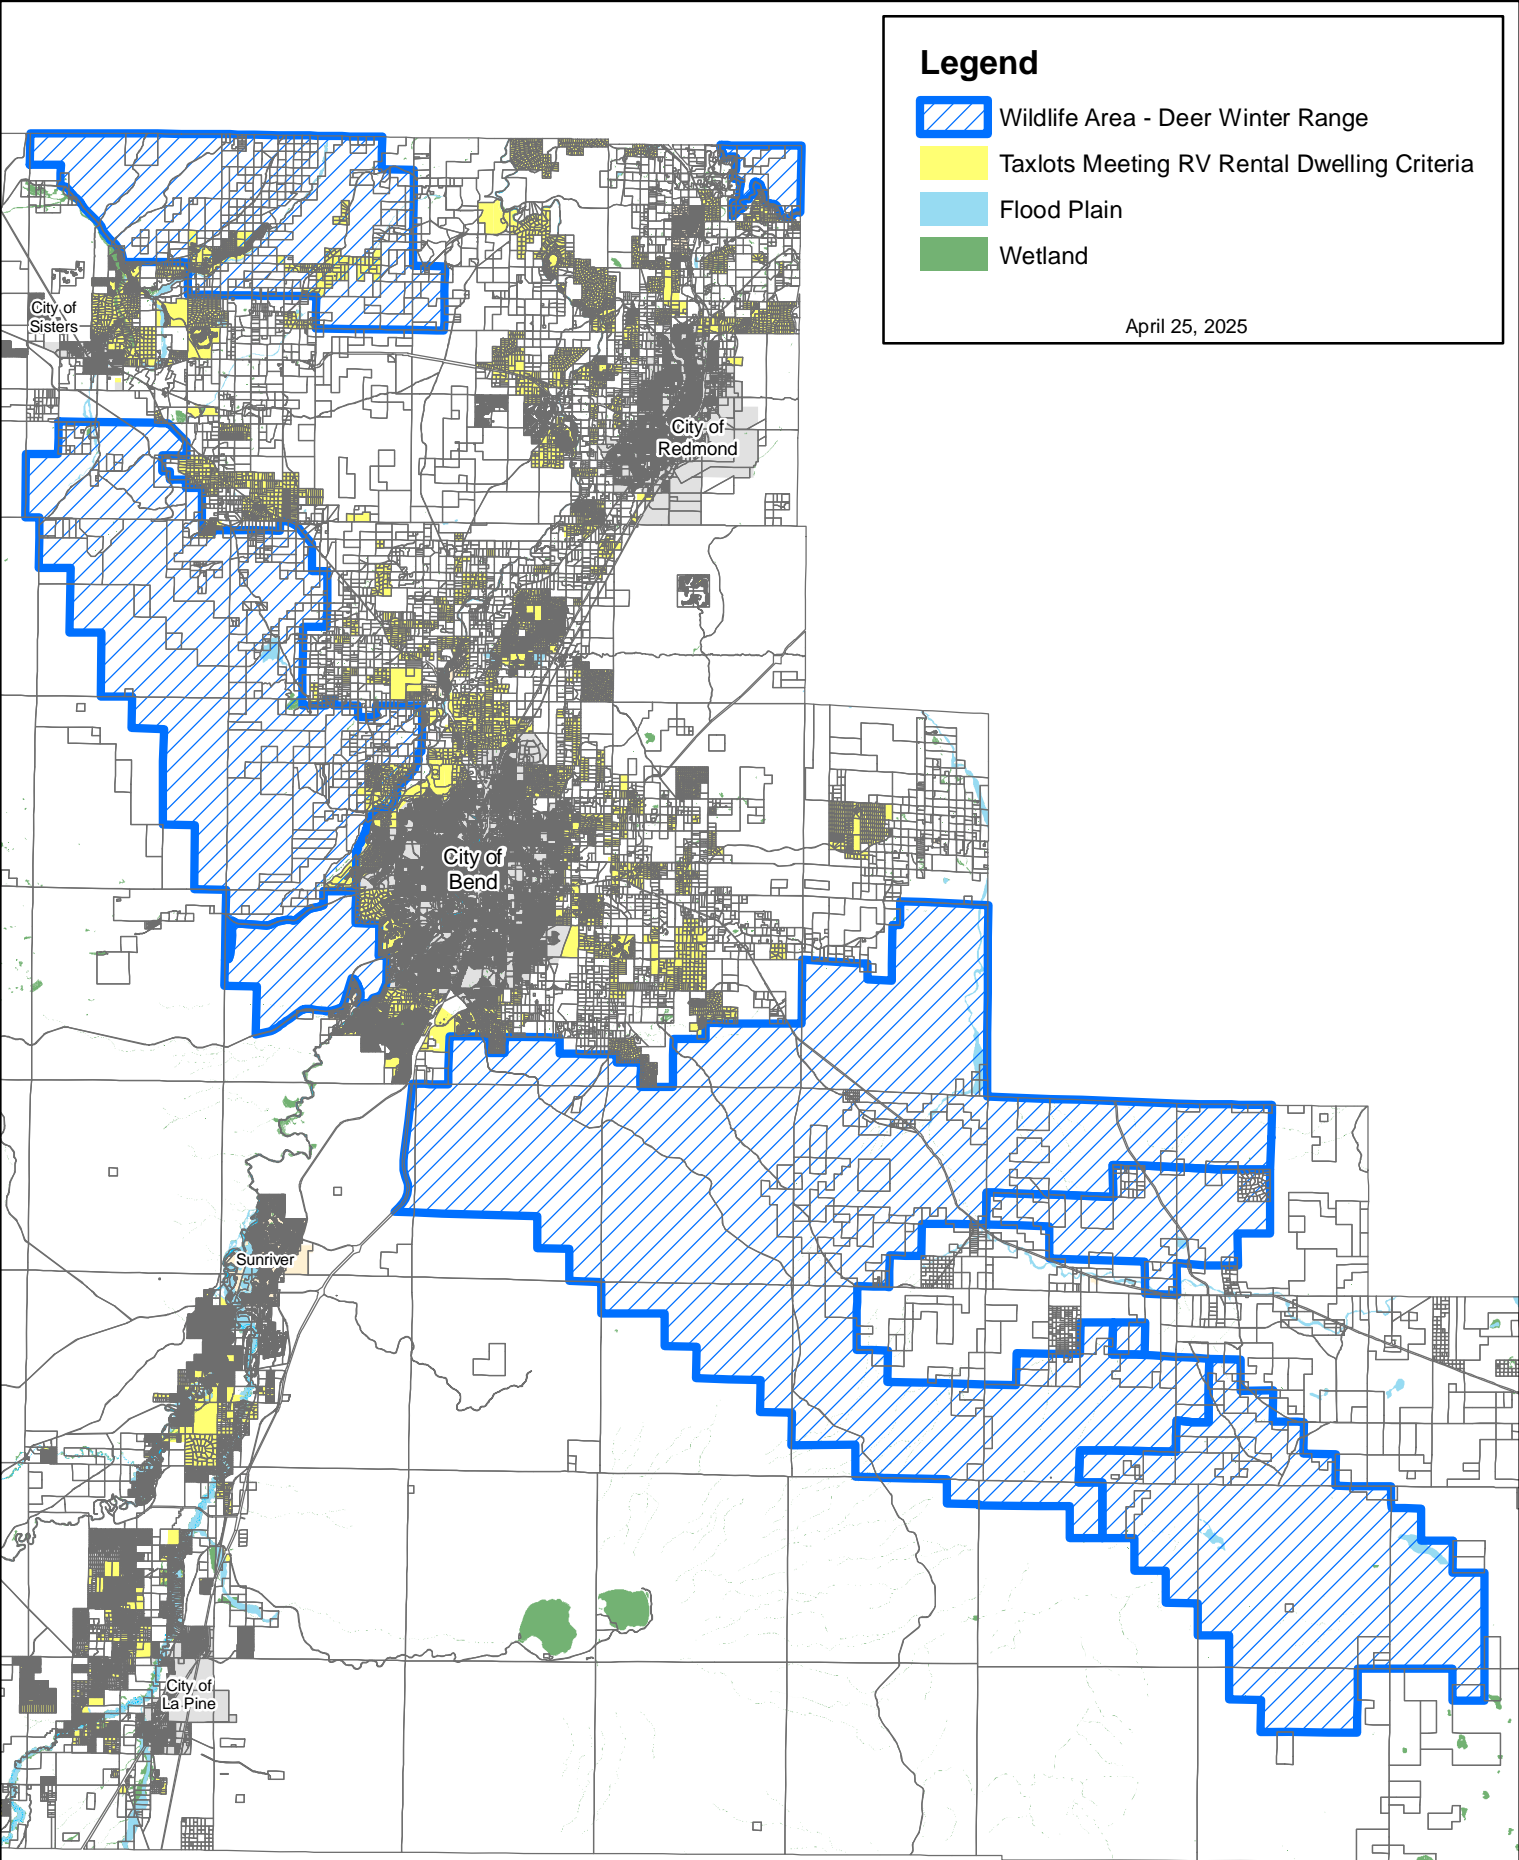 Legend
Wildlife Area - Deer Winter Range
Taxlots Meeting RV Rental Dwelling Criteria
Flood Plain
Wetland
April 25, 2025
City of
Sisters
City of
Redmond
City of
Bend
Sunriver
City of
La Pine